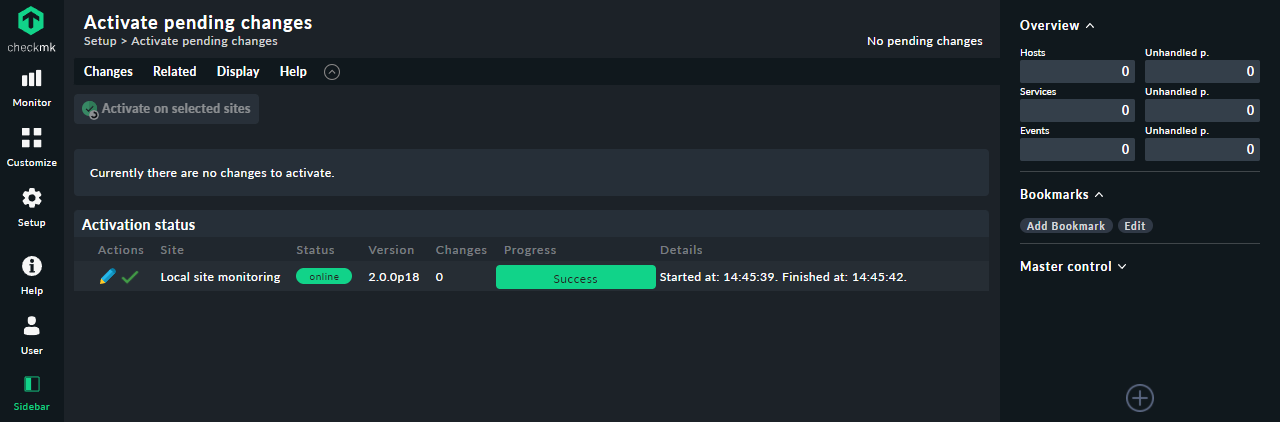 checkmk
Monitor
Customize
Setup
Help
User
Sidebar
Activate pending changes
Setup > Activate pending changes
No pending changes
Changes Related Display Help
Activate on selected sites
Currently there are no changes to activate.
Activation status
Actions Site Status Version Changes Progress Details
Local site monitoring online 2.0.0p18 0 Success Started at: 14:45:39. Finished at: 14:45:42.
Overview
Hosts Unhandled p.
0 0
Services Unhandled p.
0 0
Events Unhandled p.
0 0
Bookmarks
Add Bookmark Edit
Master control